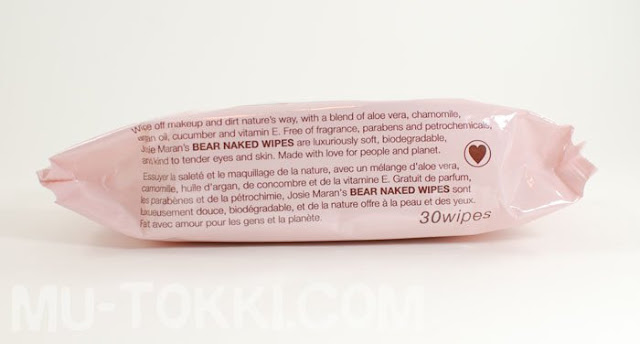 Wipe off makeup and dirt nature's way, with a blend of aloe vera, chamomile,
argan oil, cucumber and vitamin E. Free of fragrance, parabens and petrochemicals,
Josie Maran's BEAR NAKED WIPES are luxuriously soft, biodegradable,
and kind to tender eyes and skin. Made with love for people and planet.
Essuyer la saleté et le maquillage de la nature, avec un mélange d'aloe vera,
camomille, huile d'argan, de concombre et de la vitamine E. Gratuit de parfum,
les parabènes et de la pétrochimie, Josie Maran's BEAR NAKED WIPES sont
luxueusement douce, biodégradable, et de la nature offre à la peau et des yeux.
Fait avec amour pour les gens et la planète.
30wipes
MU-TOKKI.COM